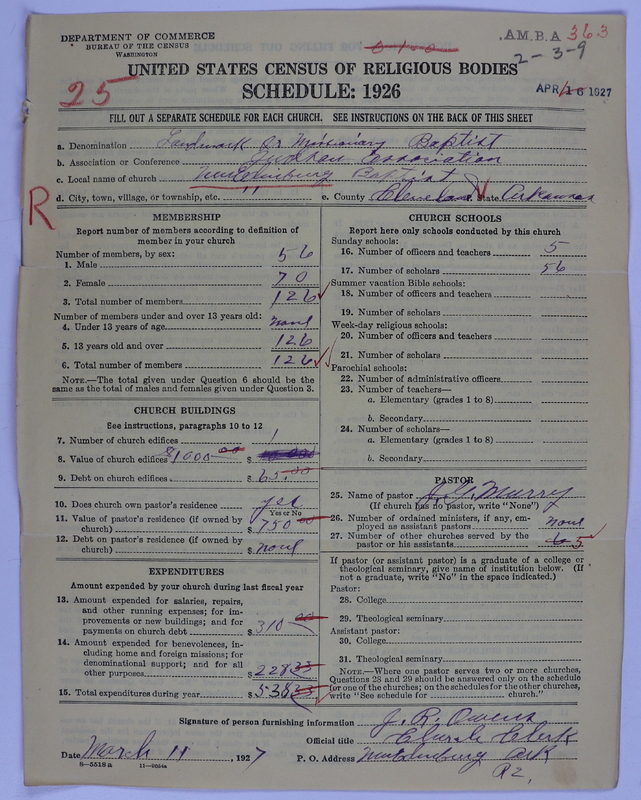 DEPARTMENT OF COMMERCE
BUREAU OF THE CENSUS
WASHINGTON
.A.M.B.A 363
2-3-9
UNITED STATES CENSUS OF RELIGIOUS BODIES
25
SCHEDULE: 1926
APR 16 1927
FILL OUT A SEPARATE SCHEDULE FOR EACH CHURCH. SEE INSTRUCTIONS ON THE BACK OF THIS SHEET
a. Denomination Landmark or Missionary Baptist
b. Association or Conference Association
c. Local name of church Baptist
d. City, town, village, or township, etc. " e. County Cleveland State Arkansas
R
MEMBERSHIP
Report number of members according to definition of member in your church
Number of members, by sex:
1. Male 56
2. Female 70
3. Total number of members 126
Number of members under and over 13 years old:
4. Under 13 years of age none
5. 13 years old and over 126
6. Total number of members 126
NOTE.—The total given under Question 6 should be the same as the total of males and females given under Question 3.
CHURCH BUILDINGS
See instructions, paragraphs 10 to 12
7. Number of church edifices 1
8. Value of church edifices $1000.00 $
9. Debt on church edifices $ 65.00
10. Does church own pastor's residence yes
Yes or No
11. Value of pastor's residence (if owned by church) $ 750 00
12. Debt on pastor's residence (if owned by church) $ none
EXPENDITURES
Amount expended by your church during last fiscal year
13. Amount expended for salaries, repairs, and other running expenses; for improvements or new buildings; and for payments on church debt $ 310 00
14. Amount expended for benevolences, including home and foreign missions; for denominational support; and for all other purposes $ 228 33
15. Total expenditures during year $ 538 33
CHURCH SCHOOLS
Report here only schools conducted by this church
Sunday schools:
16. Number of officers and teachers 5
17. Number of scholars 56
Summer vacation Bible schools:
18. Number of officers and teachers
19. Number of scholars
Week-day religious schools:
20. Number of officers and teachers
21. Number of scholars
Parochial schools:
22. Number of administrative officers
23. Number of teachers—
a. Elementary (grades 1 to 8)
b. Secondary
24. Number of scholars—
a. Elementary (grades 1 to 8)
b. Secondary
PASTOR
25. Name of pastor J. G. Murry
(If church has no pastor, write "None")
26. Number of ordained ministers, if any, employed as assistant pastors none
27. Number of other churches served by the pastor or his assistants 5
If pastor (or assistant pastor) is a graduate of a college or theological seminary, give name of institution below. (If not a graduate, write "No" in the space indicated.)
Pastor:
28. College
29. Theological seminary
Assistant pastor:
30. College
31. Theological seminary
NOTE.—Where one pastor serves two or more churches, Questions 28 and 29 should be answered only on the schedule for one of the churches; on the schedules for the other churches, write "See schedule for church."
Signature of person furnishing information J. R. Owens
Official title Church Clerk
Date March 11, 1927 P. O. Address Ark
R2,
8-5518a 11-9254a